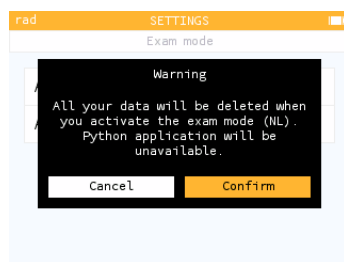 rad SETTINGS
Exam mode
Warning
All your data will be deleted when
you activate the exam mode (NL).
Python application will be
unavailable.
Cancel Confirm